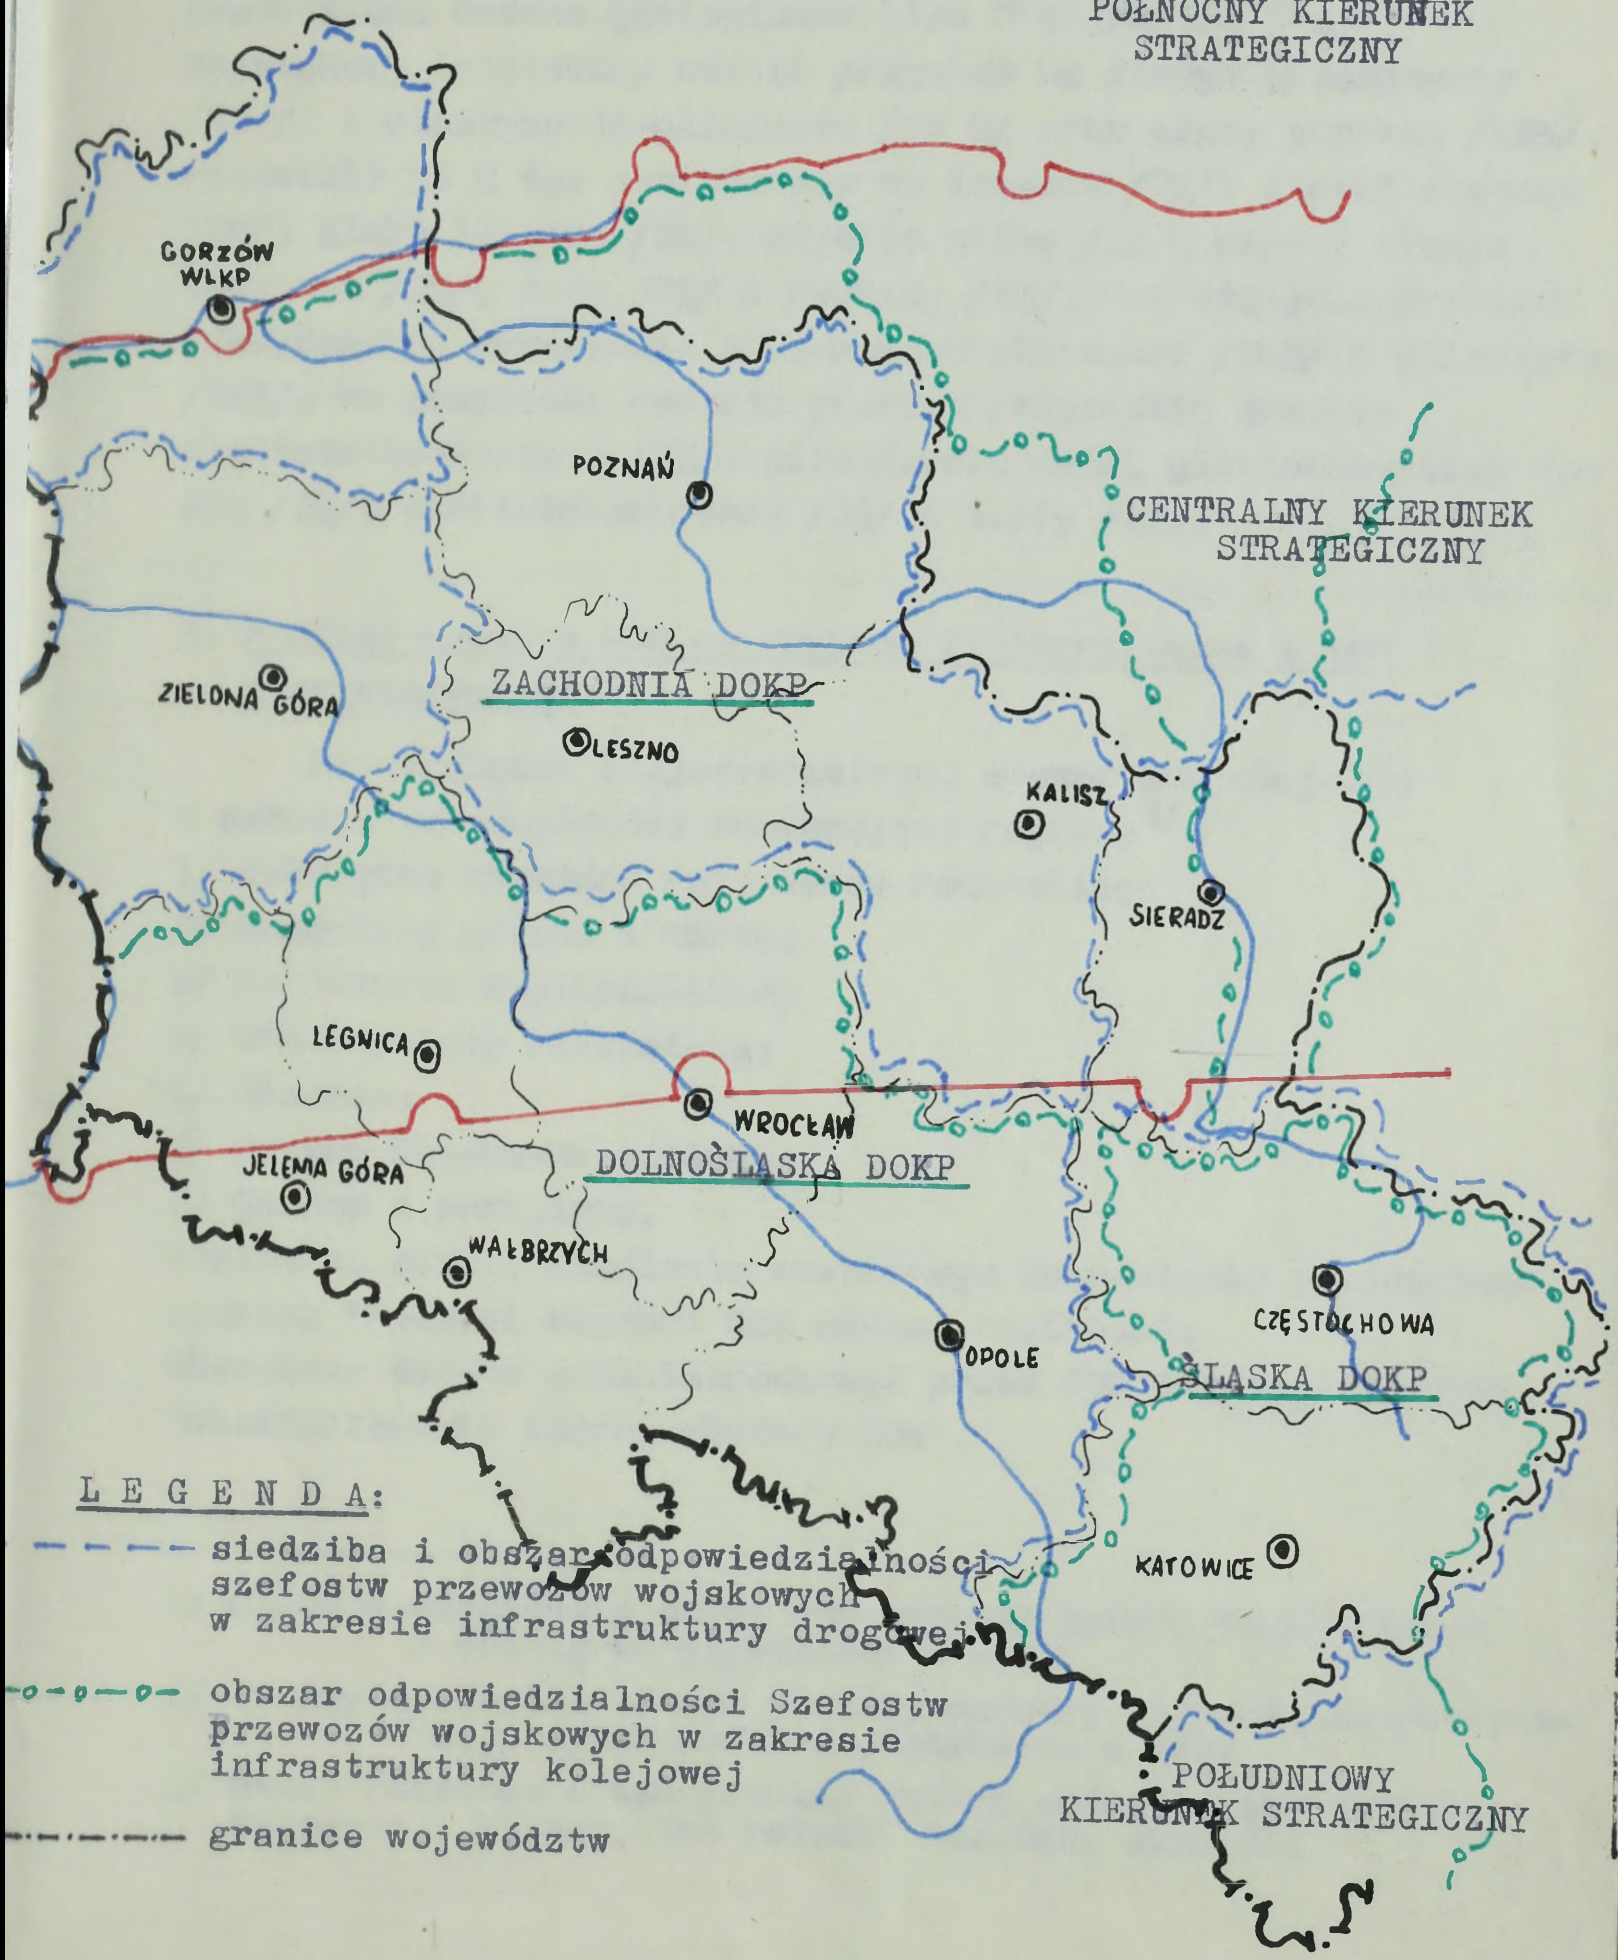 PÓŁNOCNY KIERUNEK
STRATEGICZNY
GORZÓW
WLKP
POZNAŃ
CENTRALNY KIERUNEK
STRATEGICZNY
ZIELONA GÓRA
ZACHODNIA DOKP
LESZNO
KALISZ
SIERADZ
LEGNICA
WROCŁAW
JELENIA GÓRA
DOLNOŚLĄSKA DOKP
WAŁBRZYCH
OPOLE
CZĘSTOCHOWA
ŚLĄSKA DOKP
KATOWICE
L E G E N D A:
siedziba i obszar odpowiedzialności
szefostw przewozów wojskowych
w zakresie infrastruktury drogowej
obszar odpowiedzialności Szefostw
przewozów wojskowych w zakresie
infrastruktury kolejowej
granice województw
POŁUDNIOWY
KIERUNEK STRATEGICZNY